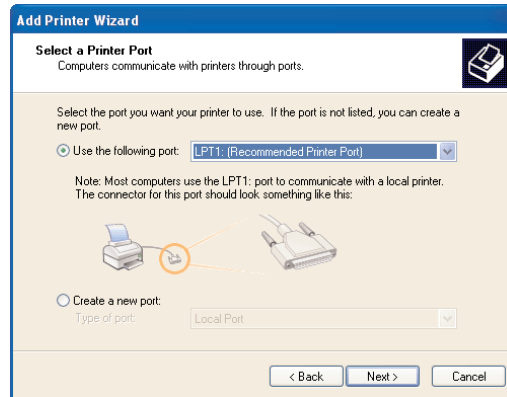 Add Printer Wizard
Select a Printer Port
Computers communicate with printers through ports.
Select the port you want your printer to use. If the port is not listed, you can create a
new port.
Use the following port: LPT1: (Recommended Printer Port)
Note: Most computers use the LPT1: port to communicate with a local printer.
The connector for this port should look something like this:
Create a new port:
Type of port: Local Port
< Back Next > Cancel